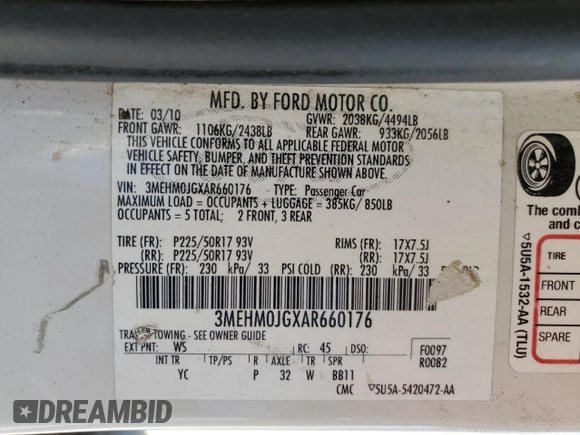 MFD. BY FORD MOTOR CO.
DATE: 03/10 GVWR: 2038KG/4494LB
FRONT GAWR: 1106KG/2438LB REAR GAWR: 933KG/2056LB
THIS VEHICLE CONFORMS TO ALL APPLICABLE FEDERAL MOTOR
VEHICLE SAFETY, BUMPER, AND THEFT PREVENTION STANDARDS
IN EFFECT ON THE DATE OF MANUFACTURE SHOWN ABOVE.
VIN: 3MEHM0JGXAR660176 TYPE: Passenger Car
MAXIMUM LOAD = OCCUPANTS + LUGGAGE = 385KG/ 850LB
OCCUPANTS = 5 TOTAL; 2 FRONT, 3 REAR
TIRE (FR): P225/50R17 93V RIMS (FR): 17X7.5J
(RR): P225/50R17 93V (RR): 17X7.5J
PRESSURE (FR): 230 kPa/ 33 PSI COLD (RR): 230 kPa/ 33
3MEHM0JGXAR660176
TRAILER TOWING - SEE OWNER GUIDE
EXT PNT: WS RC: 45 DSO: F0097
R0082
INT TR TP/PS R AXLE TR SPR
YC P 32 W BB11
CMC 5U5A-5420472-AA
The comb
and c
TIRE
FRONT
REAR
SPARE
5U5A-1532-AA (TLU)
DREAMBID